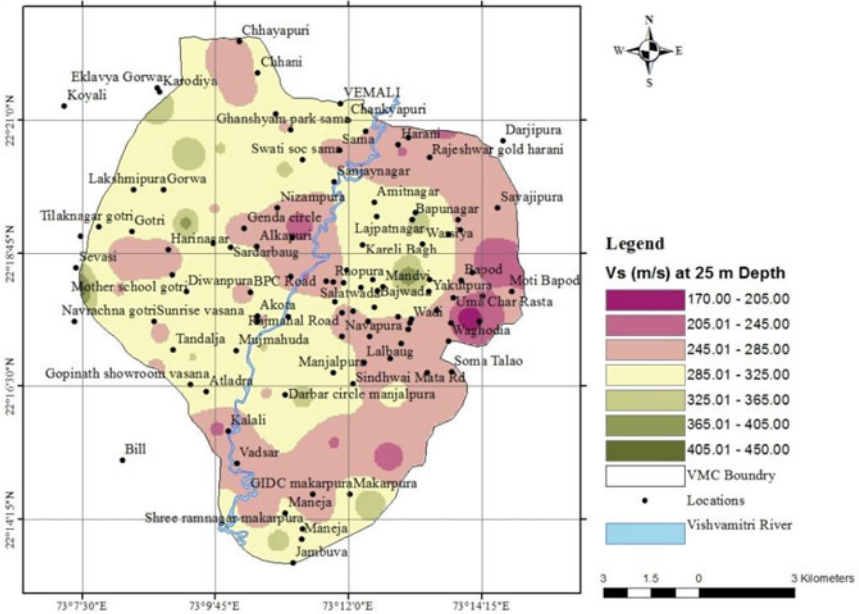 Chhayapuri
N
Chhani
W E
Eklavya Gorwa
Karodiya
S
Koyali
VEMALI
Chankyapuri
22°21'0"N
Ghanshyam park sama
Sama
Harani
Darjipura
Swati soc sama
Rajeshwar gold harani
Sanjaynagar
Lakshmipura
Gorwa
Amitnagar
Nizampura
Bapunagar
Sayajipura
Tilaknagar gotri
Gotri
Genda circle
Lajpatnagar
Warsiya
Harinagar
Alkapuri
Kareli Bagh
Sardarbaug
22°18'45"N
Sevasi
Raopura
Mandvi
Bapod
Mother school gotri
Diwanpura
BPC Road
Yakutpura
Moti Bapod
Salatwada
Bajwada
Uma Char Rasta
Navrachna gotri
Sunrise vasana
Akota
Wadi
Rajmahal Road
Navapura
Waghodia
Tandalja
Mujmahuda
Lalbaug
Manjalpura
Soma Talao
Gopinath showroom vasana
Atladra
Sindhwai Mata Rd
22°16'30"N
Darbar circle manjalpura
Kalali
Bill
Vadsar
GIDC makarpura
Makarpura
Maneja
22°14'15"N
Shree ramnagar makarpura
Maneja
Jambuva
73°7'30"E
73°9'45"E
73°12'0"E
73°14'15"E
Legend
Vs (m/s) at 25 m Depth
170.00 - 205.00
205.01 - 245.00
245.01 - 285.00
285.01 - 325.00
325.01 - 365.00
365.01 - 405.00
405.01 - 450.00
VMC Boundry
Locations
Vishvamitri River
3 1.5 0 3 Kilometers